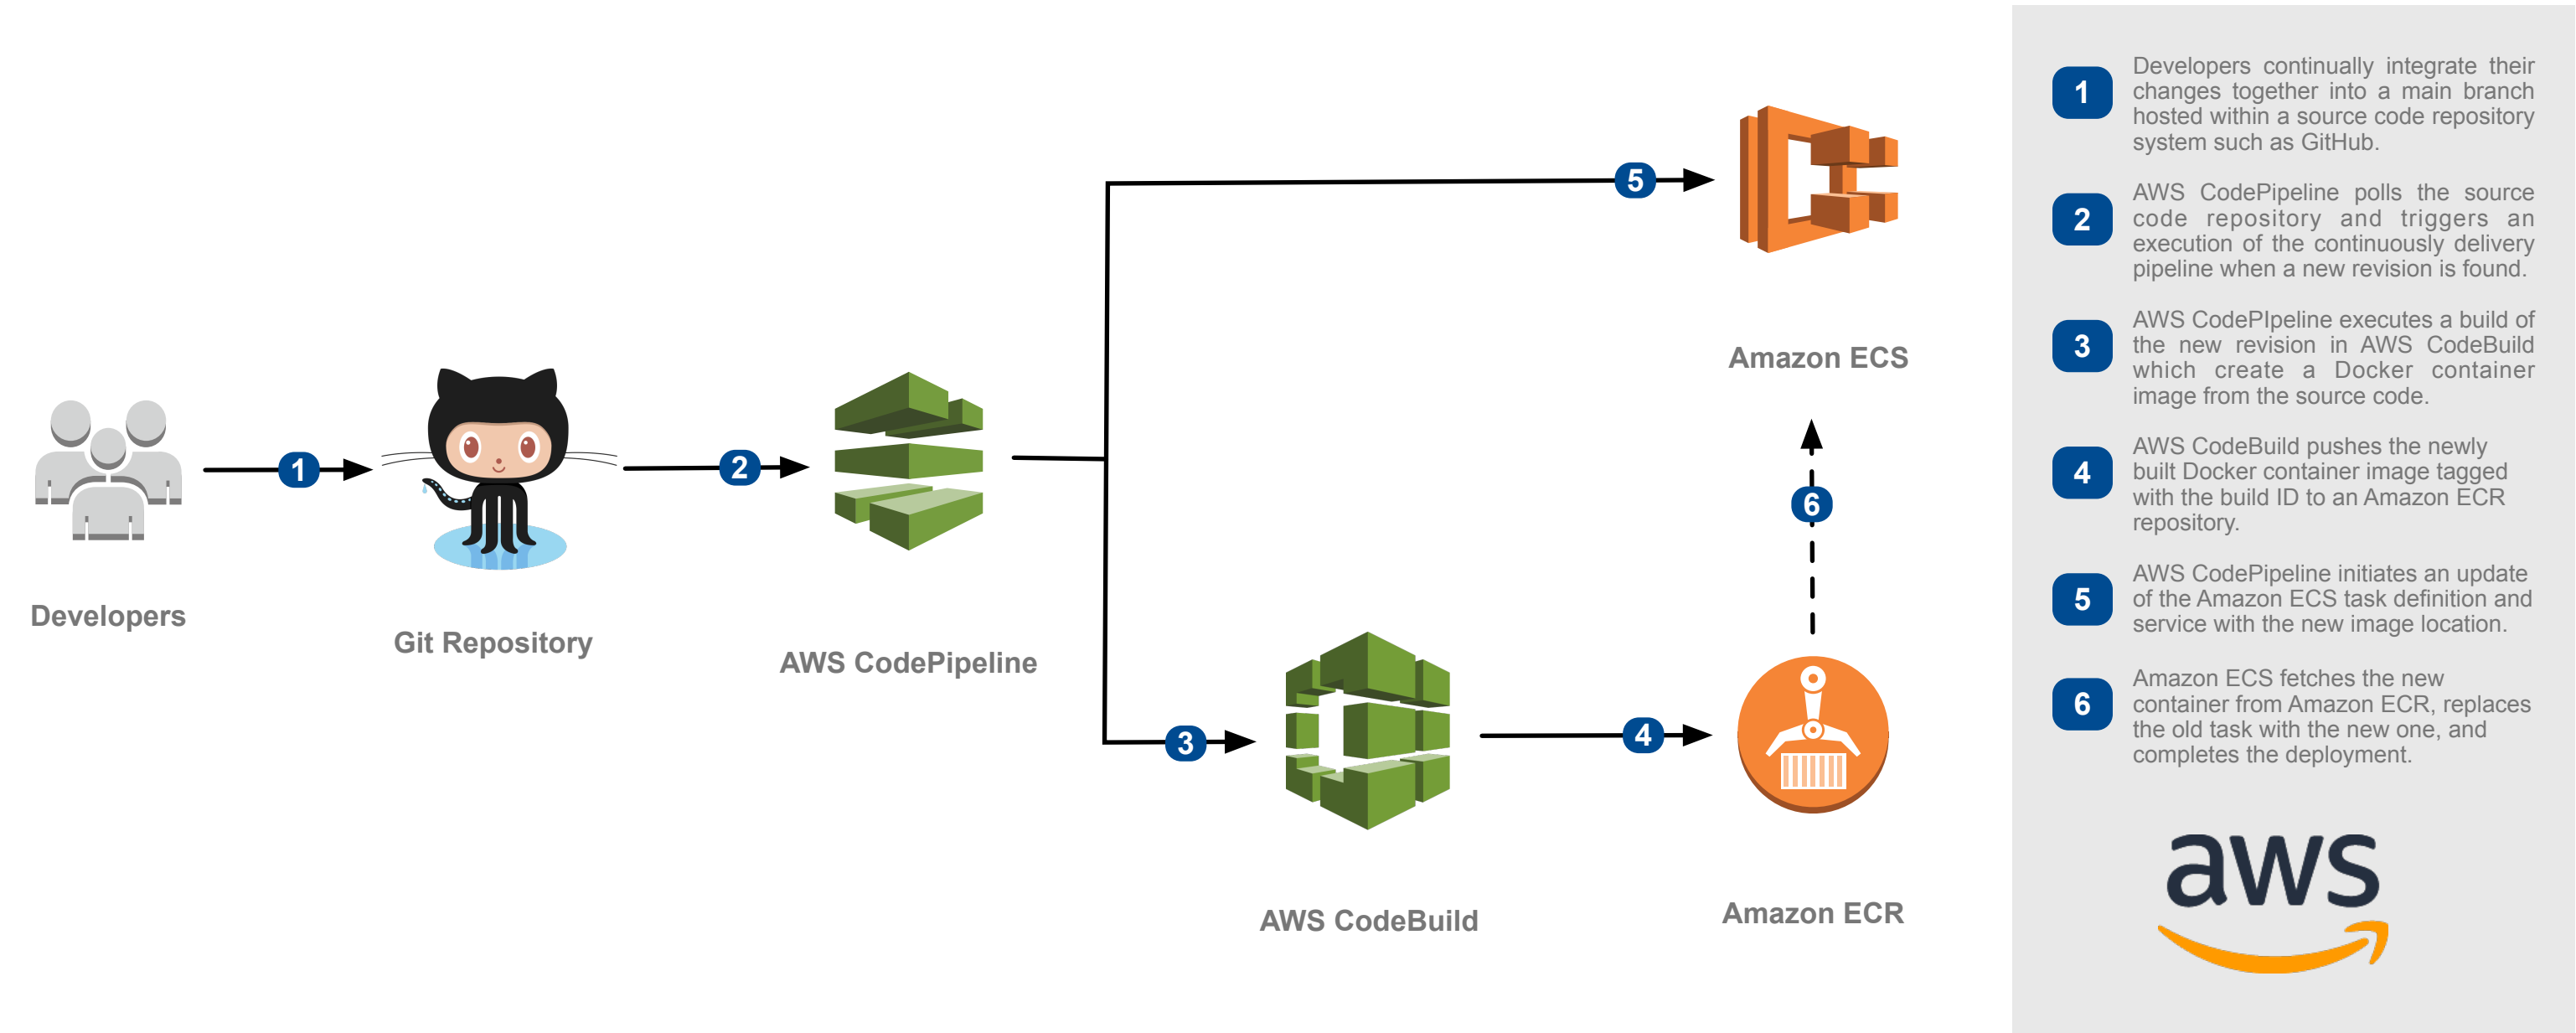 1
Developers continually integrate their
changes together into a main branch
hosted within a source code repository
system such as GitHub.
2
AWS CodePipeline polls the source
code repository and triggers an
execution of the continuously delivery
pipeline when a new revision is found.
3
AWS CodePIpeline executes a build of
the new revision in AWS CodeBuild
which create a Docker container
image from the source code.
4
AWS CodeBuild pushes the newly
built Docker container image tagged
with the build ID to an Amazon ECR
repository.
5
AWS CodePipeline initiates an update
of the Amazon ECS task definition and
service with the new image location.
6
Amazon ECS fetches the new
container from Amazon ECR, replaces
the old task with the new one, and
completes the deployment.
aws
5
Amazon ECS
1
2
6
Developers
Git Repository
AWS CodePipeline
3
4
AWS CodeBuild
Amazon ECR